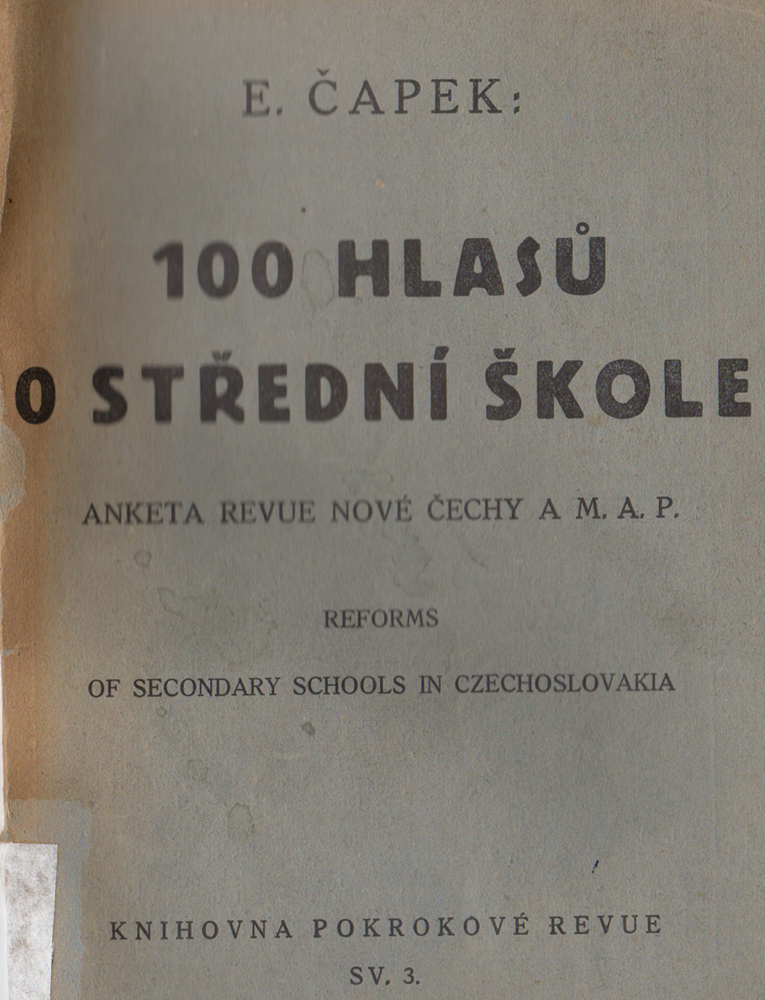 E. ČAPEK:
100 HLASŮ
O STŘEDNÍ ŠKOLE
ANKETA REVUE NOVÉ ČECHY A M. A. P.
REFORMS
OF SECONDARY SCHOOLS IN CZECHOSLOVAKIA
KNIHOVNA POKROKOVÉ REVUE
SV. 3.